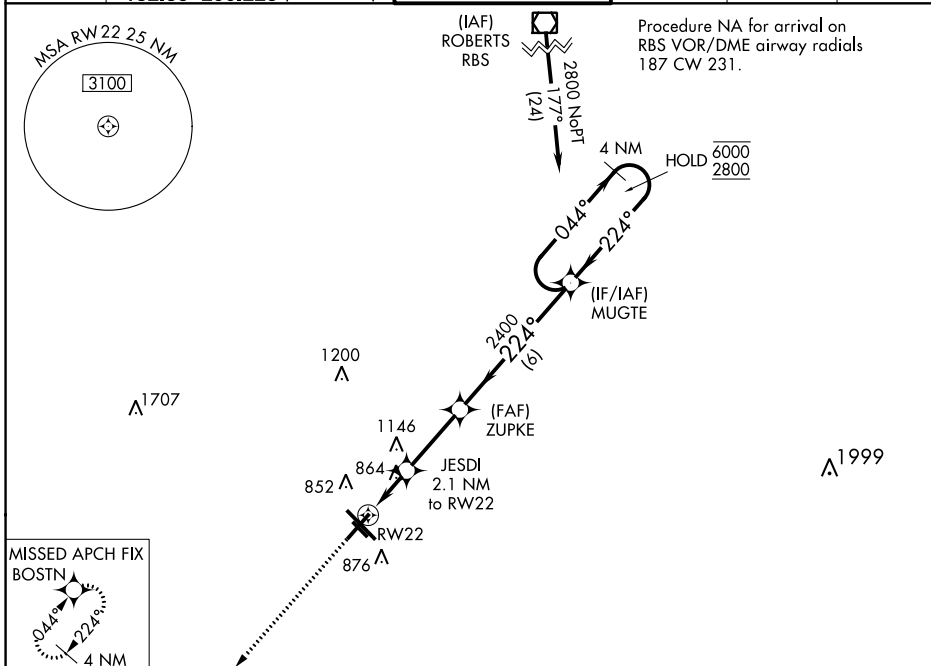 MSA RW22 25 NM
3100
(IAF)
ROBERTS
RBS
2800 NoPT
177°
(24)
Procedure NA for arrival on
RBS VOR/DME airway radials
187 CW 231.
4 NM
HOLD 6000
2800
044°
224°
(IF/IAF)
MUGTE
2400
224°
(6)
1200
1707
(FAF)
ZUPKE
1146
864
852
JESDI
2.1 NM
to RW22
1999
RW22
876
MISSED APCH FIX
BOSTN
044°
224°
4 NM